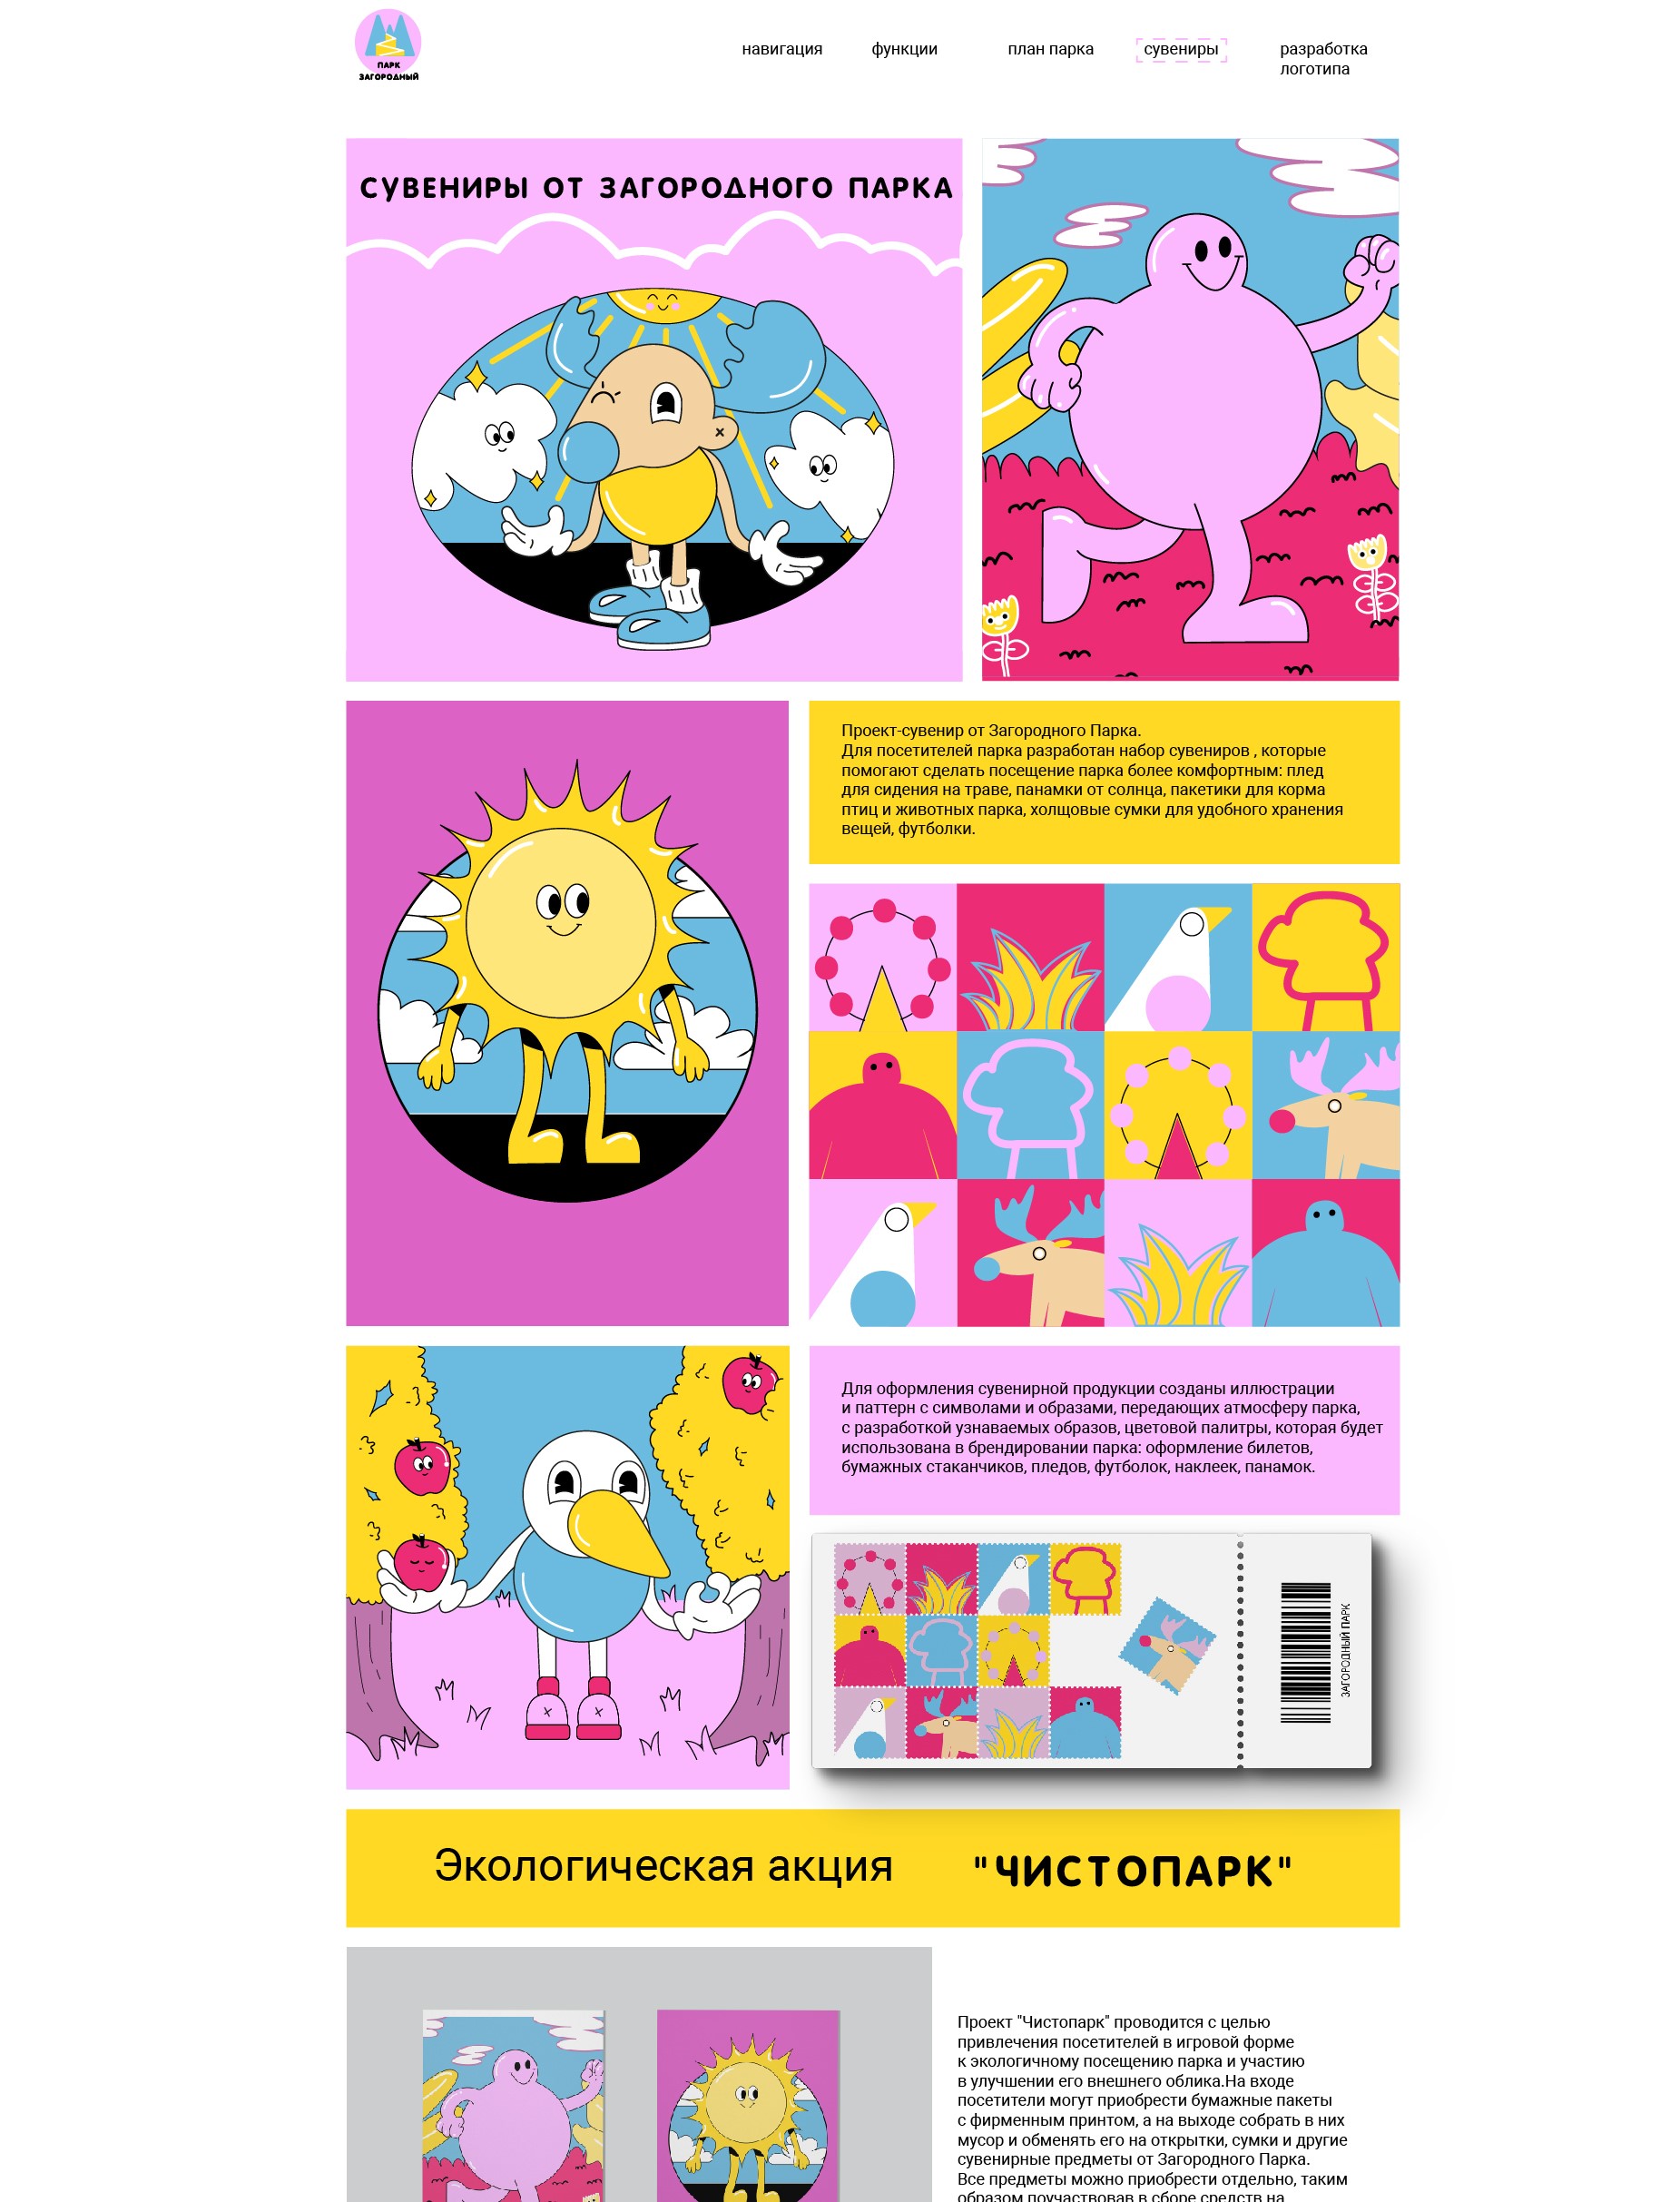 ПАРК
ЗАГОРОДНЫЙ
навигация
функции
план парка
сувениры
разработка
логотипа
СУВЕНИРЫ ОТ ЗАГОРОДНОГО ПАРКА
Проект-сувенир от Загородного Парка.
Для посетителей парка разработан набор сувениров , которые
помогают сделать посещение парка более комфортным: плед
для сидения на траве, панамки от солнца, пакетики для корма
птиц и животных парка, холщовые сумки для удобного хранения
вещей, футболки.
Для оформления сувенирной продукции созданы иллюстрации
и паттерн с символами и образами, передающих атмосферу парка,
с разработкой узнаваемых образов, цветовой палитры, которая будет
использована в брендировании парка: оформление билетов,
бумажных стаканчиков, пледов, футболок, наклеек, панамок.
ЗАГОРОДНЫЙ ПАРК
Экологическая акция
"ЧИСТОПАРК"
Проект "Чистопарк" проводится с целью
привлечения посетителей в игровой форме
к экологичному посещению парка и участию
в улучшении его внешнего облика.На входе
посетители могут приобрести бумажные пакеты
с фирменным принтом, а на выходе собрать в них
мусор и обменять его на открытки, сумки и другие
сувенирные предметы от Загородного Парка.
Все предметы можно приобрести отдельно, таким
образом поучаствовав в сборе средств на